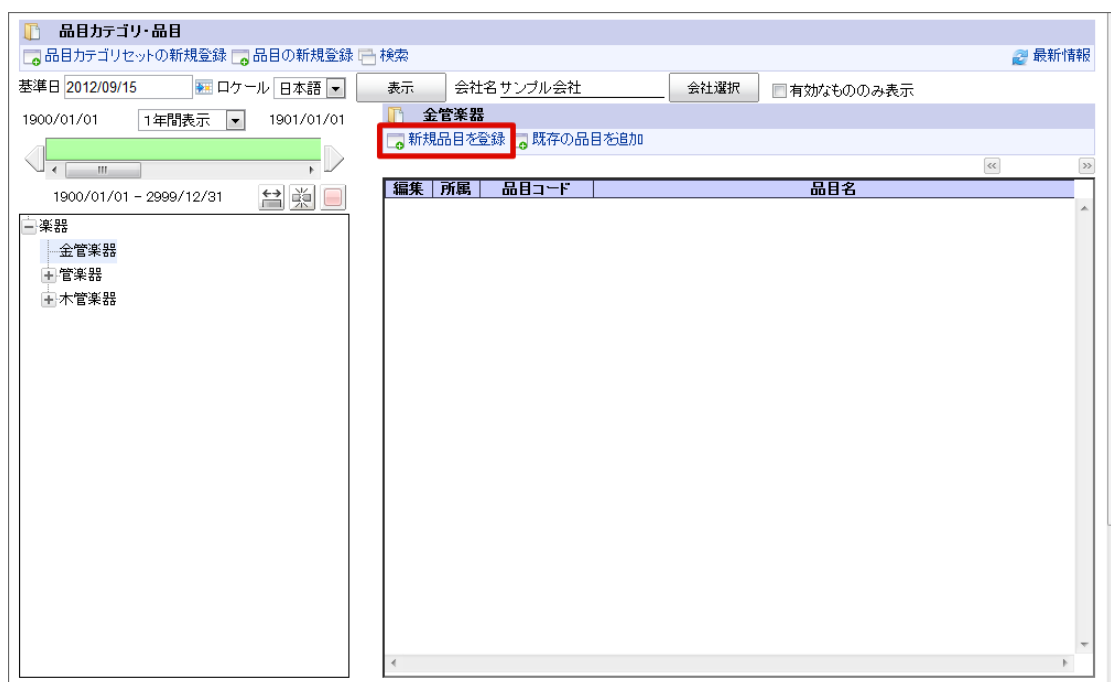 品目カテゴリ・品目
品目カテゴリセットの新規登録 品目の新規登録 検索 最新情報
基準日 2012/09/15 ロケール 日本語 表示 会社名 サンプル会社 会社選択 有効なもののみ表示
1900/01/01 1年間表示 1901/01/01
1900/01/01 - 2999/12/31
楽器
金管楽器
管楽器
木管楽器
金管楽器
新規品目を登録 既存の品目を追加
<< >>
編集 所属 品目コード 品目名